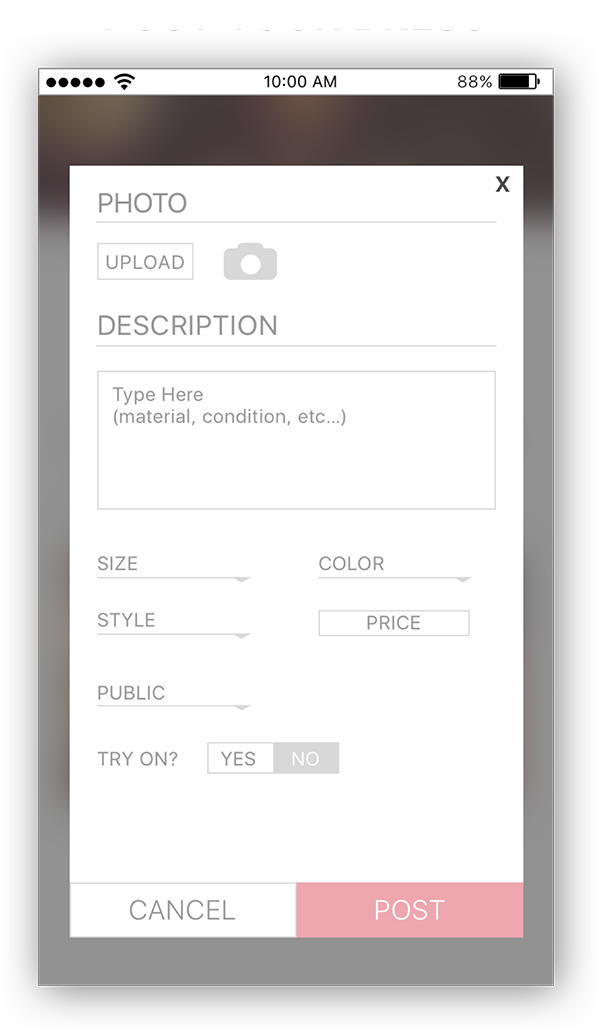 10:00 AM 88%
X
PHOTO
UPLOAD
DESCRIPTION
Type Here
(material, condition, etc...)
SIZE COLOR
STYLE PRICE
PUBLIC
TRY ON? YES NO
CANCEL POST